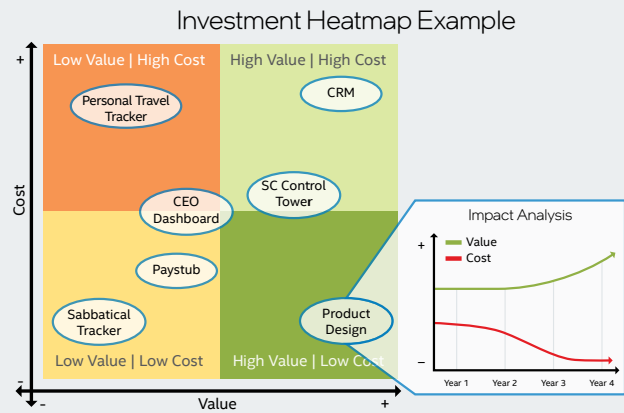 Investment Heatmap Example
+
Low Value | High Cost
High Value | High Cost
Personal Travel
Tracker
CRM
CEO
Dashboard
SC Control
Tower
Cost
Paystub
Sabbatical
Tracker
Product
Design
Low Value | Low Cost
High Value | Low Cost
-
-
Value
+
Impact Analysis
+
Value
Cost
–
Year 1
Year 2
Year 3
Year 4